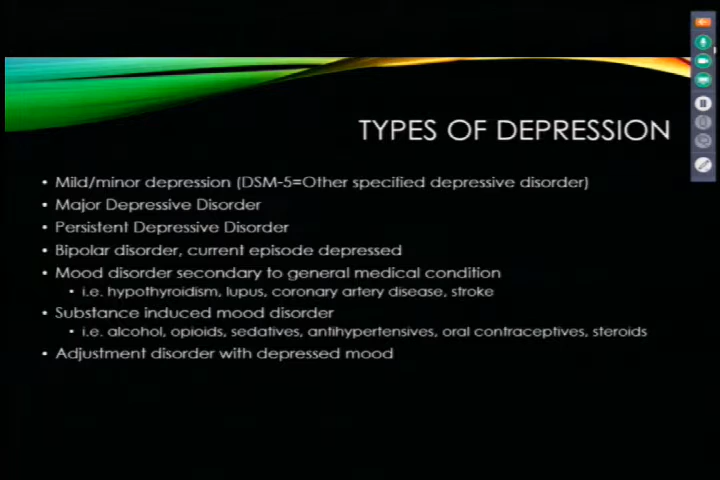 TYPES OF DEPRESSION
• Mild/minor depression (DSM-5=Other specified depressive disorder)
• Major Depressive Disorder
• Persistent Depressive Disorder
• Bipolar disorder, current episode depressed
• Mood disorder secondary to general medical condition
• i.e. hypothyroidism, lupus, coronary artery disease, stroke
• Substance induced mood disorder
• i.e. alcohol, opioids, sedatives, antihypertensives, oral contraceptives, steroids
• Adjustment disorder with depressed mood